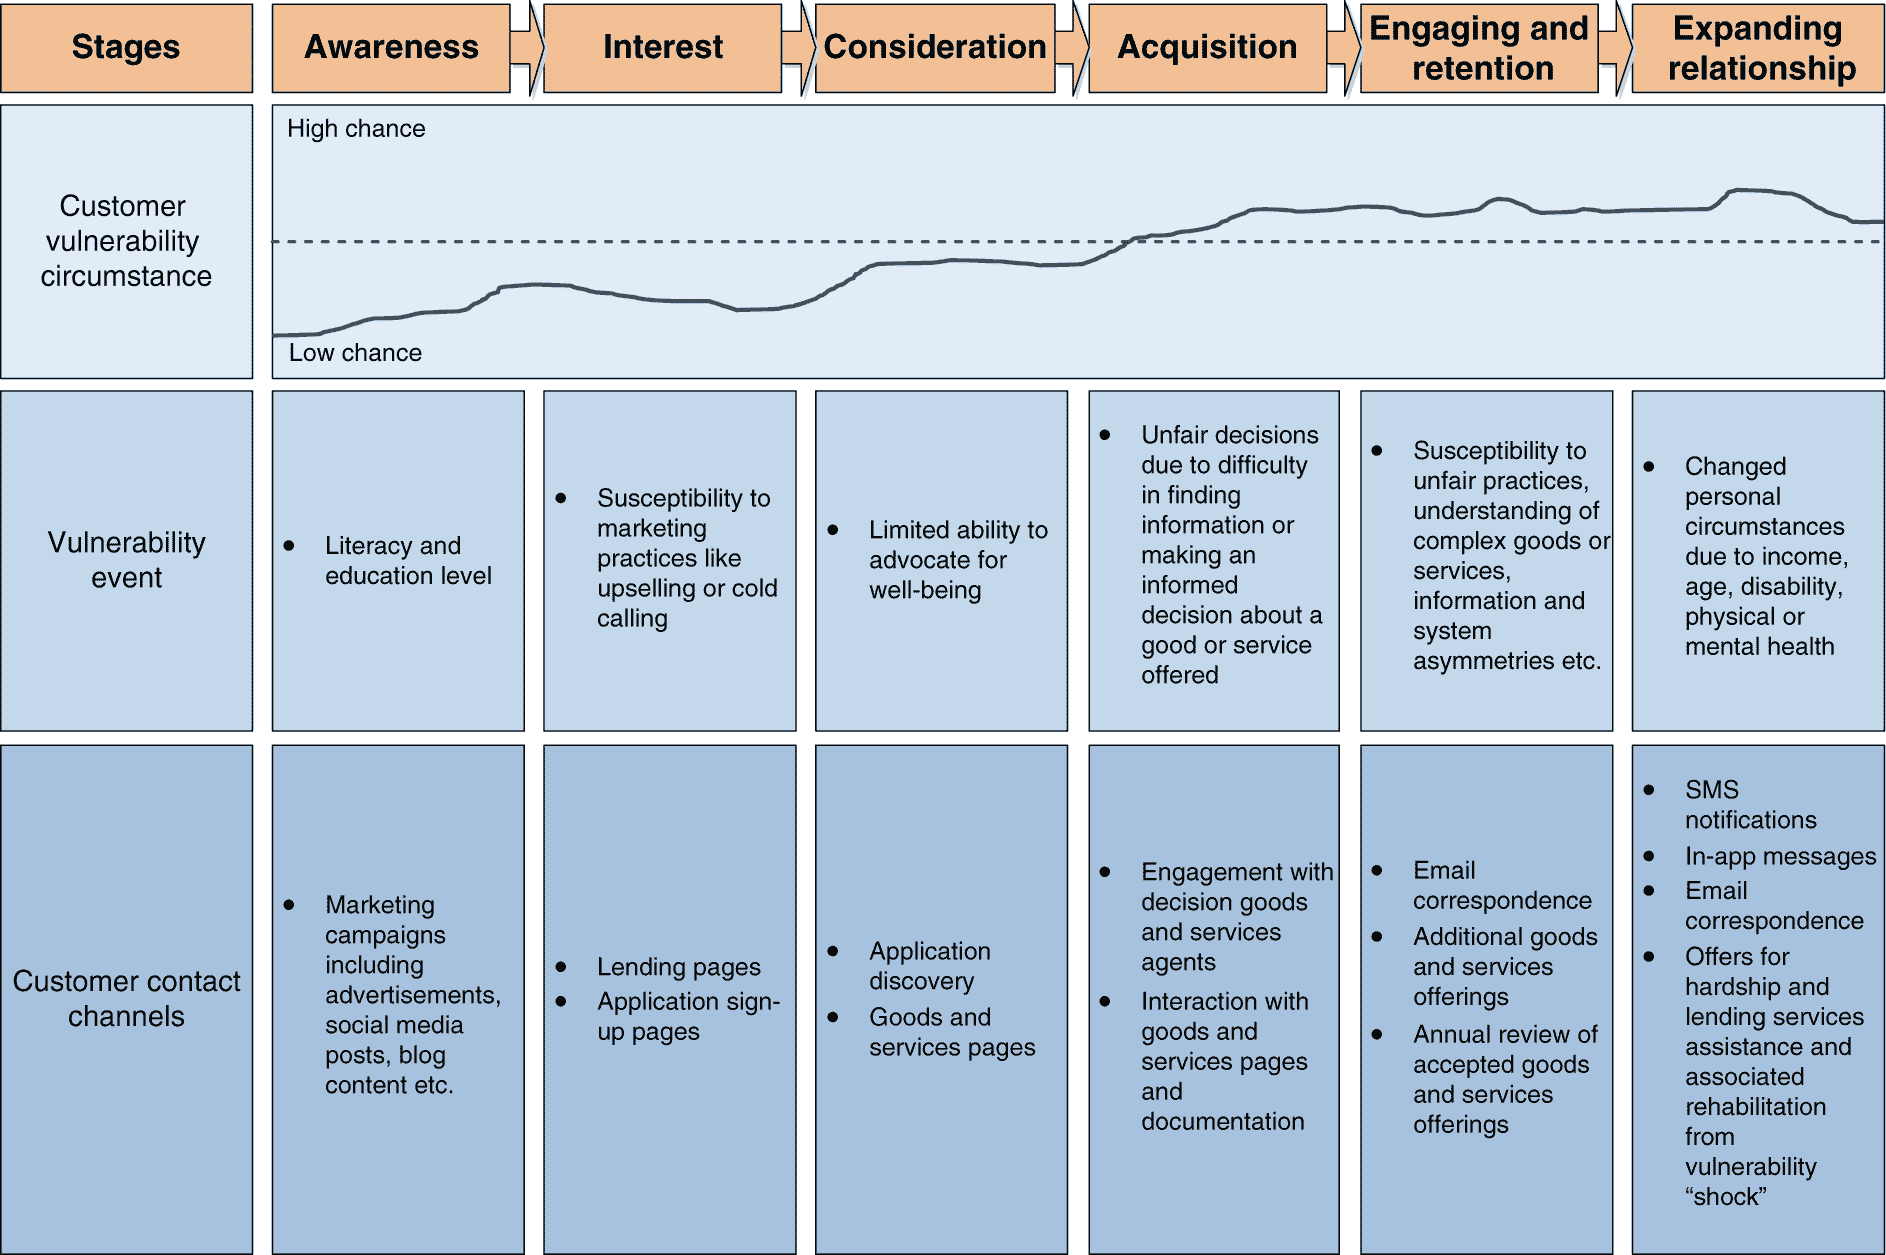 Stages
Awareness
Interest
Consideration
Acquisition
Engaging and
retention
Expanding
relationship
Customer
vulnerability
circumstance
High chance
Low chance
Vulnerability
event
• Literacy and
education level
• Susceptibility to
marketing
practices like
upselling or cold
calling
• Limited ability to
advocate for
well-being
• Unfair decisions
due to difficulty
in finding
information or
making an
informed
decision about a
good or service
offered
• Susceptibility to
unfair practices,
understanding of
complex goods or
services,
information and
system
asymmetries etc.
• Changed
personal
circumstances
due to income,
age, disability,
physical or
mental health
Customer contact
channels
• Marketing
campaigns
including
advertisements,
social media
posts, blog
content etc.
• Lending pages
• Application sign-
up pages
• Application
discovery
• Goods and
services pages
• Engagement with
decision goods
and services
agents
• Interaction with
goods and
services pages
and
documentation
• Email
correspondence
• Additional goods
and services
offerings
• Annual review of
accepted goods
and services
offerings
• SMS
notifications
• In-app messages
• Email
correspondence
• Offers for
hardship and
lending services
assistance and
associated
rehabilitation
from
vulnerability
“shock”